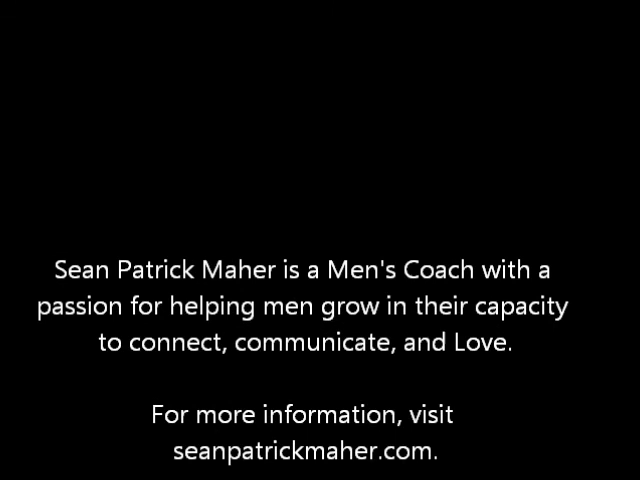 Sean Patrick Maher is a Men's Coach with a
passion for helping men grow in their capacity
to connect, communicate, and Love.
For more information, visit
seanpatrickmaher.com.